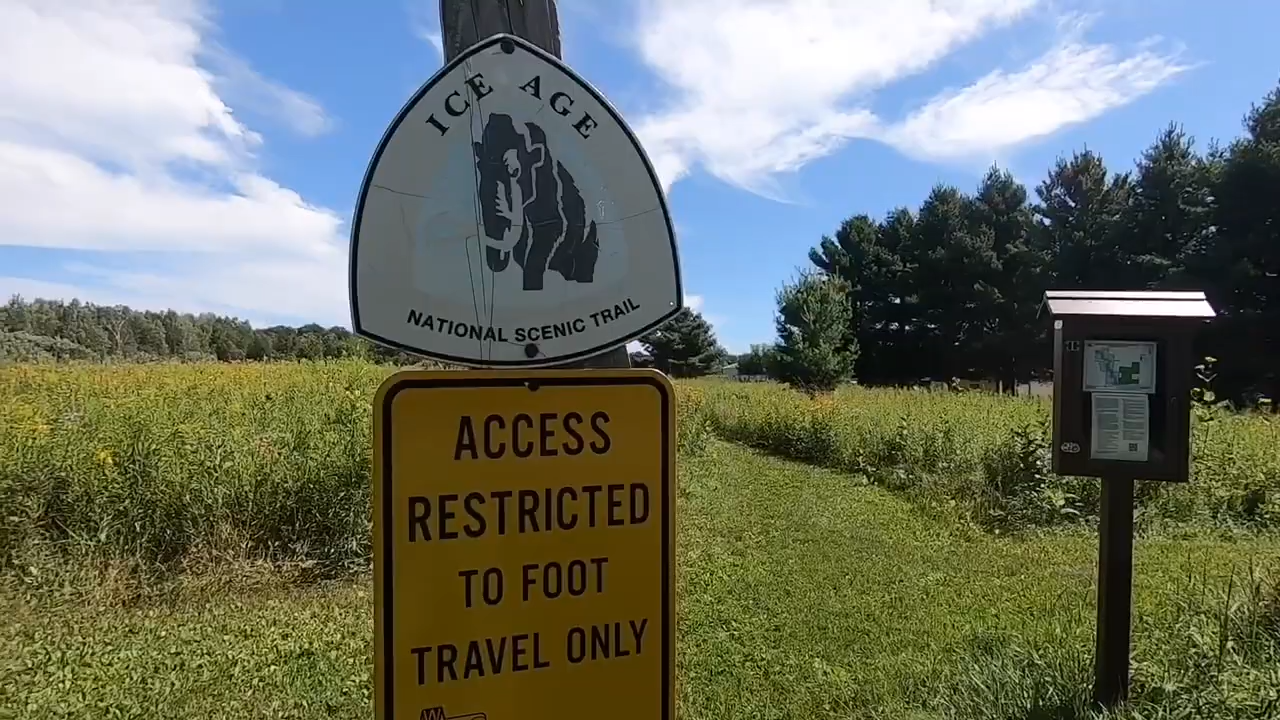 ICE AGE
NATIONAL SCENIC TRAIL
ACCESS
RESTRICTED
TO FOOT
TRAVEL ONLY